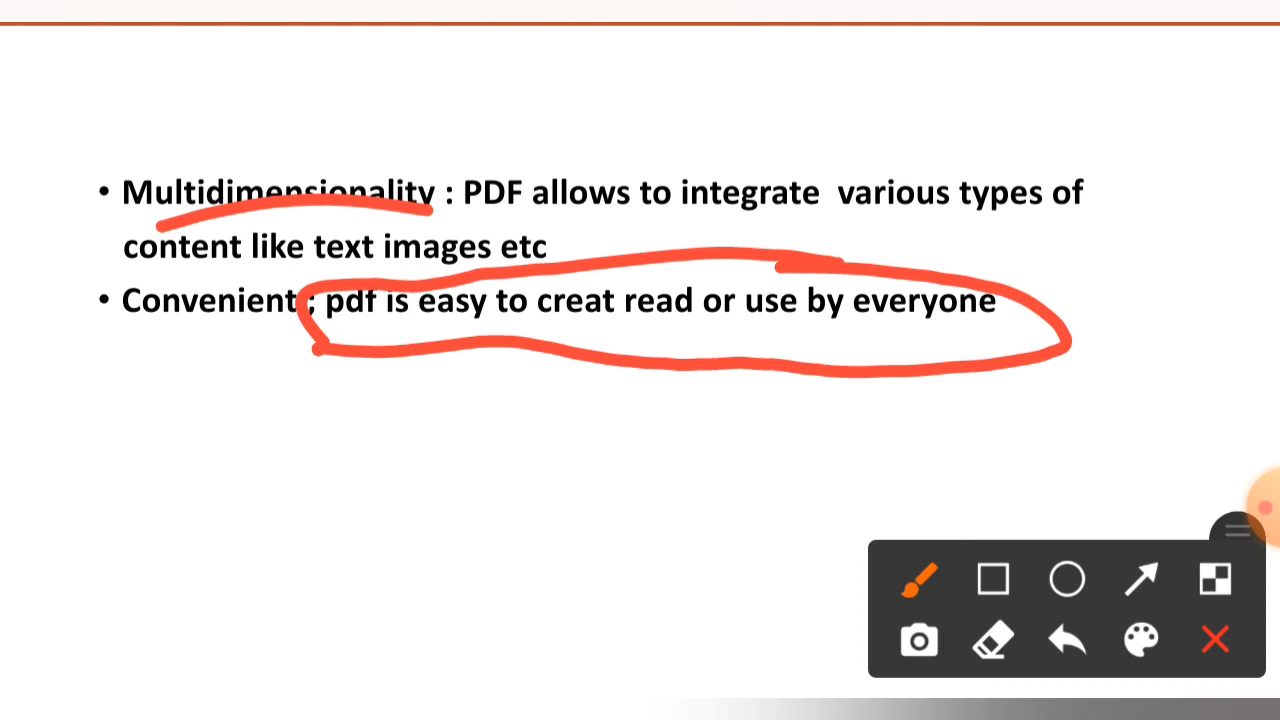 • Multidimensionality : PDF allows to integrate various types of
content like text images etc
• Convenient ; pdf is easy to creat read or use by everyone